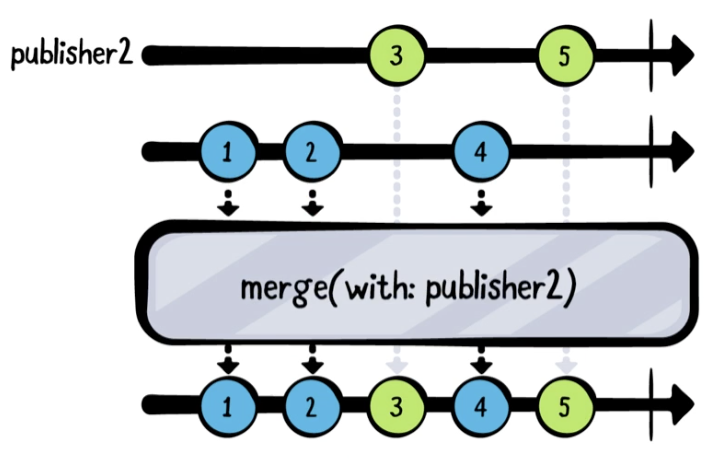 publisher2 3 5
1 2 4
merge(with: publisher2)
1 2 3 4 5